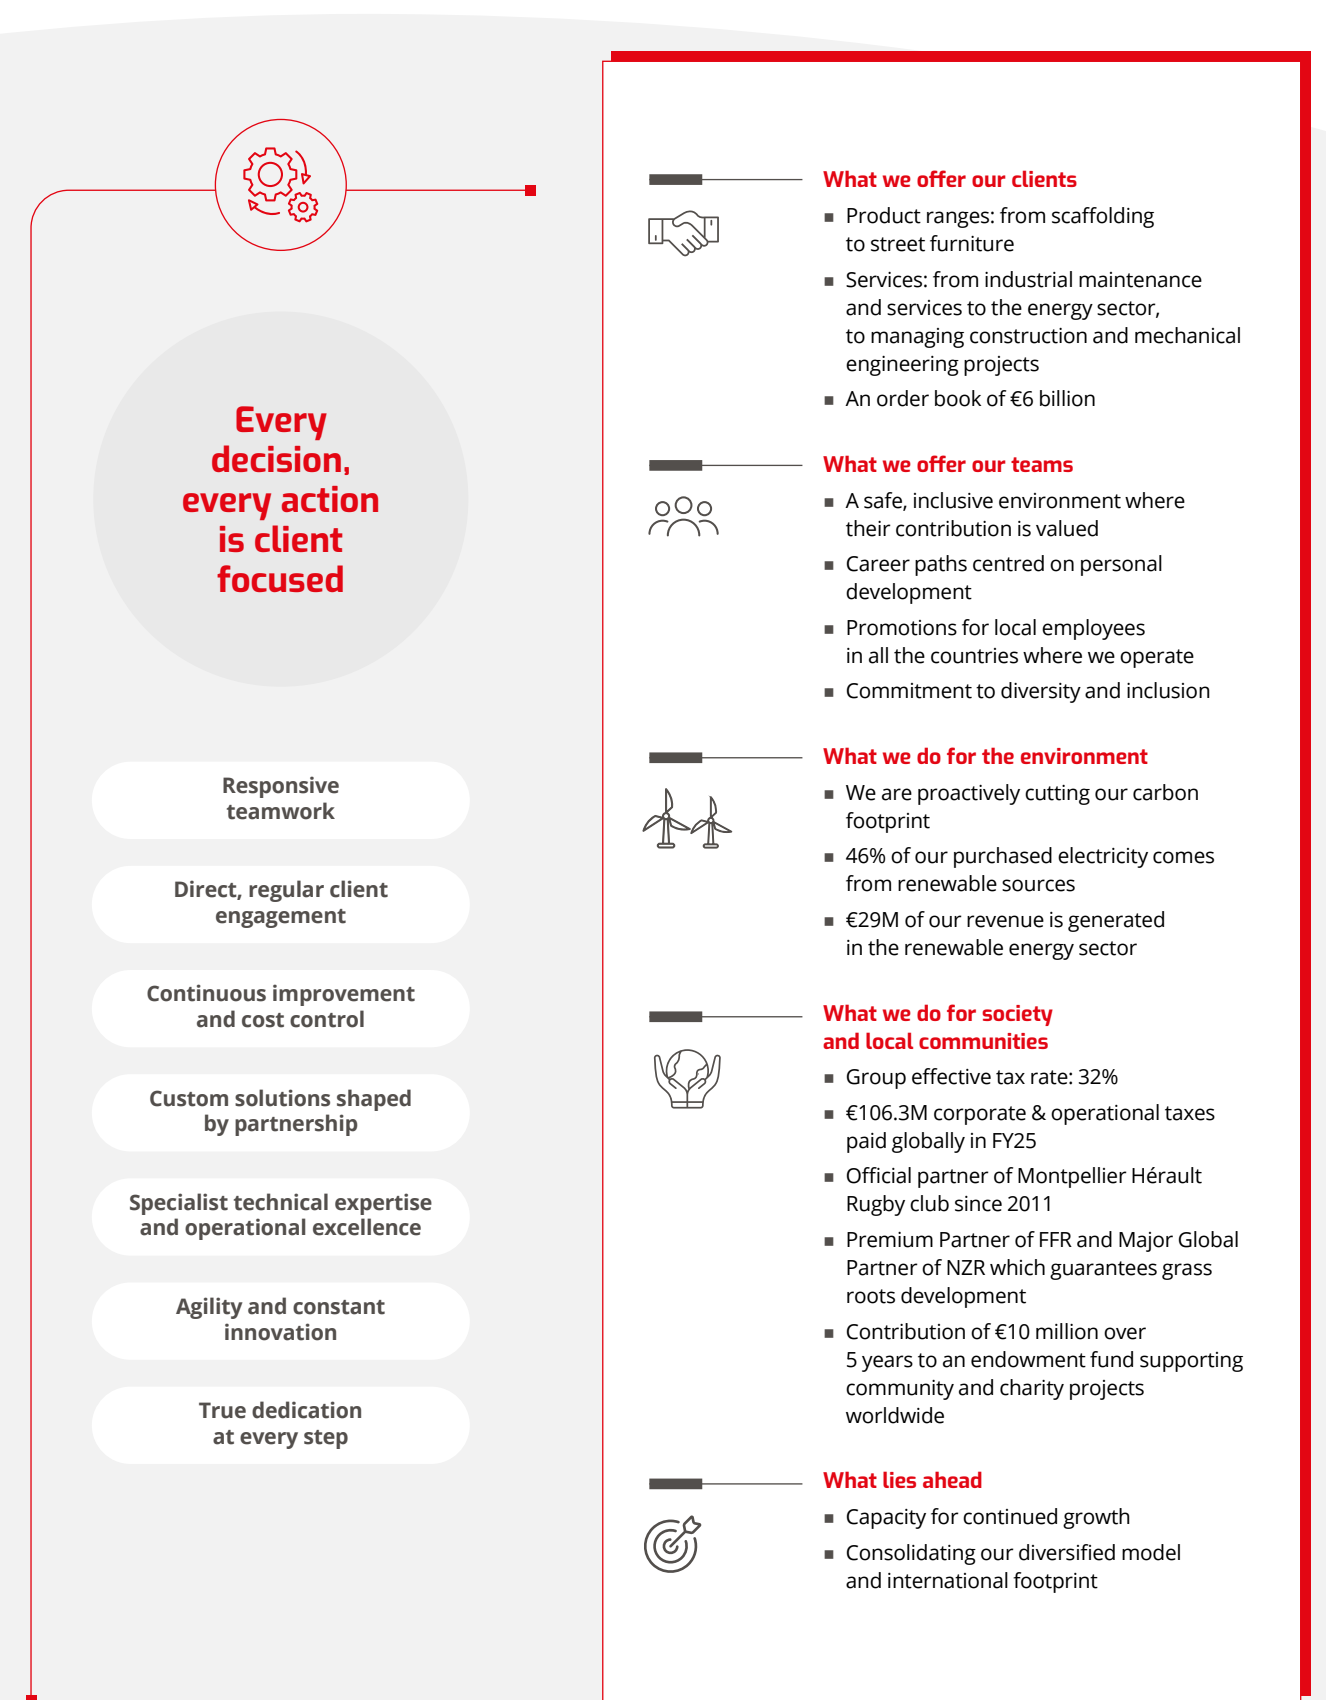 Every
decision,
every action
is client
focused
Responsive
teamwork
Direct, regular client
engagement
Continuous improvement
and cost control
Custom solutions shaped
by partnership
Specialist technical expertise
and operational excellence
Agility and constant
innovation
True dedication
at every step
What we offer our clients
■ Product ranges: from scaffolding
to street furniture
■ Services: from industrial maintenance
and services to the energy sector,
to managing construction and mechanical
engineering projects
■ An order book of €6 billion
What we offer our teams
■ A safe, inclusive environment where
their contribution is valued
■ Career paths centred on personal
development
■ Promotions for local employees
in all the countries where we operate
■ Commitment to diversity and inclusion
What we do for the environment
■ We are proactively cutting our carbon
footprint
■ 46% of our purchased electricity comes
from renewable sources
■ €29M of our revenue is generated
in the renewable energy sector
What we do for society
and local communities
■ Group effective tax rate: 32%
■ €106.3M corporate & operational taxes
paid globally in FY25
■ Official partner of Montpellier Hérault
Rugby club since 2011
■ Premium Partner of FFR and Major Global
Partner of NZR which guarantees grass
roots development
■ Contribution of €10 million over
5 years to an endowment fund supporting
community and charity projects
worldwide
What lies ahead
■ Capacity for continued growth
■ Consolidating our diversified model
and international footprint